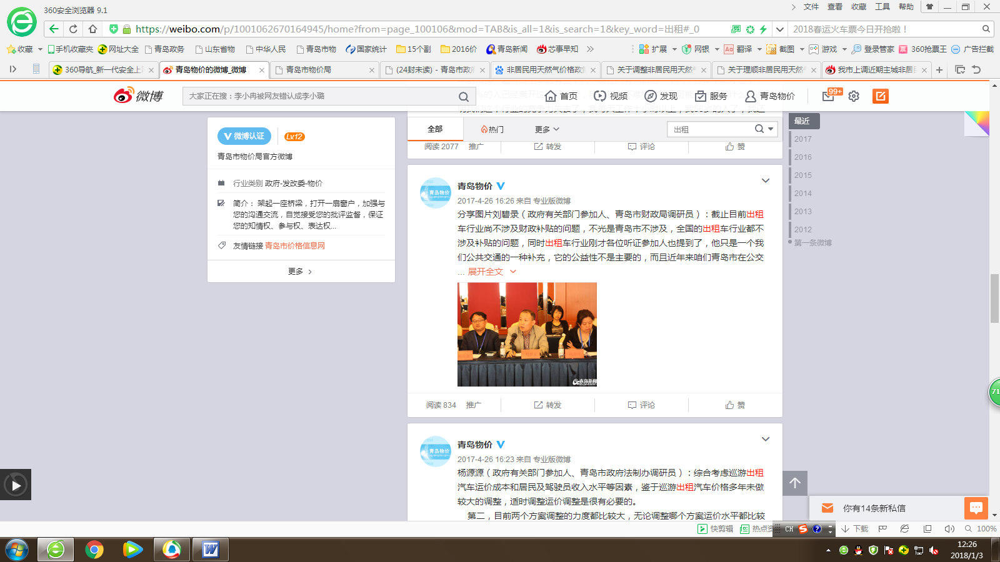 360安全浏览器 9.1
文件 查看 收藏 工具 帮助
https://weibo.com/p/1001062670164945/home?from=page_100106&mod=TAB&is_all=1&is_search=1&key_word=出租#_0
2018春运火车票今日开抢啦！
收藏 手机收藏夹 网址大全 青岛政务 山东省物 中华人民 青岛市物 国家统计 15个副 2016价 青岛新闻 芯事早知 扩展 网银 翻译 截图 游戏 登录管家 360抢票王 广告拦截
360导航_新一代安全上 青岛物价的微博_微博 青岛市物价局 (24封未读) - 青岛市政府 非居民用天然气价格政策 关于调整非居民用天然气 关于理顺非居民用天然气 我市上调近期主城非居民
微博
大家正在搜：李小冉被网友错认成李小璐
首页 视频 发现 服务 青岛物价 99+
全部 热门 更多 出租
阅读 2077 推广 转发 评论 赞
微博认证 Lv12
青岛市物价局官方微博
行业类别 政府-发改委-物价
简介： 架起一座桥梁，打开一扇窗户，加强与
您的沟通交流，自觉接受您的批评监督，保证
您的知情权、参与权、表达权...
友情链接 青岛市价格信息网
更多
青岛物价
2017-4-26 16:26 来自 专业版微博
分享图片刘碧录（政府有关部门参加人、青岛市财政局调研员）：截止目前出租
车行业尚不涉及财政补贴的问题，不光是青岛市不涉及，全国的出租车行业都不
涉及补贴的问题，同时出租车行业刚才各位听证参加人也提到了，他只是一个我
们公共交通的一种补充，它的公益性不是主要的，而且近年来咱们青岛市在公交
... 展开全文
青岛新闻
阅读 834 推广 转发 评论 赞
青岛物价
2017-4-26 16:23 来自 专业版微博
杨源源（政府有关部门参加人、青岛市政府法制办调研员）：综合考虑巡游出租
汽车运价成本和居民及驾驶员收入水平等因素，鉴于巡游出租汽车价格多年未做
较大的调整，适时调整运价调整是很有必要的。
第二，目前两个方案调整的力度都比较大，无论调整哪个方案运价水平都比较
青岛物价
最近
2017
2016
2015
2014
2013
2012
第一条微博
71
你有14条新私信
快剪辑 热点资 CH 下载 100%
12:26
2018/1/3